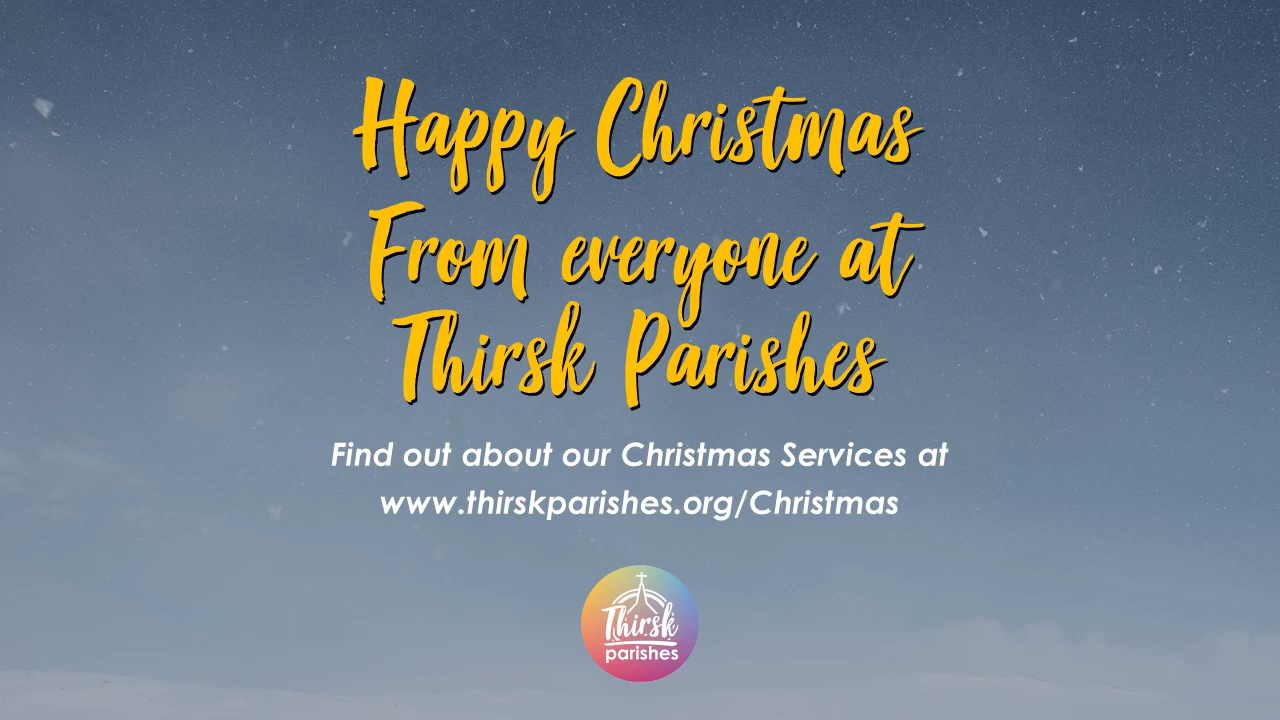 Happy Christmas
From everyone at
Thirsk Parishes
Find out about our Christmas Services at
www.thirskparishes.org/Christmas
Thirsk
parishes